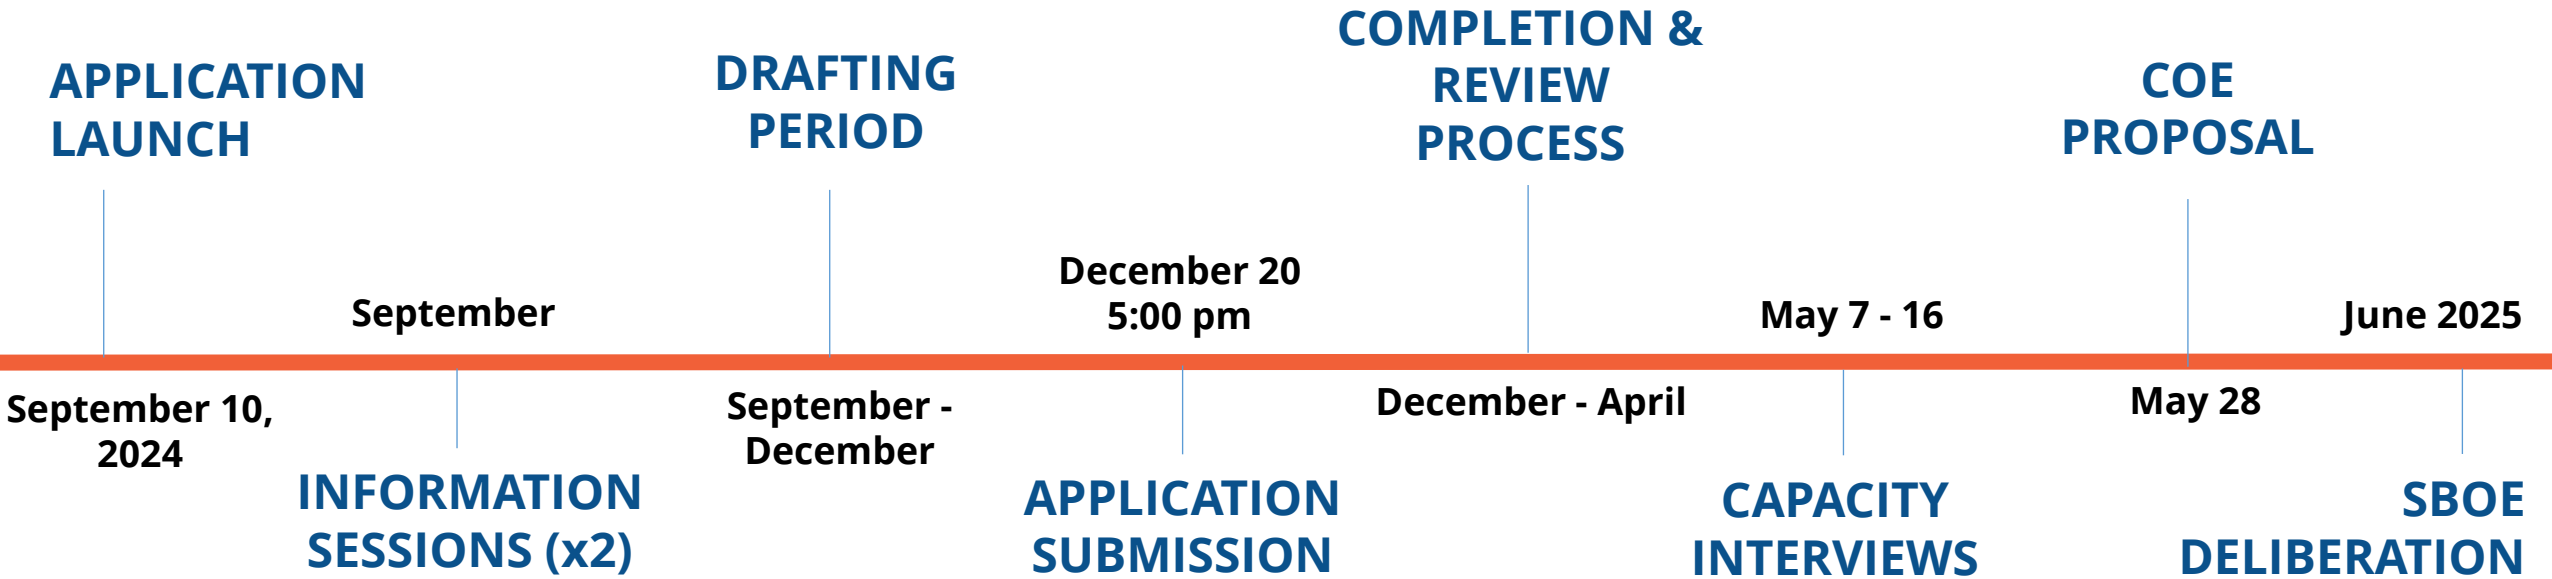 APPLICATION
LAUNCH
September 10,
2024
September
INFORMATION
SESSIONS (x2)
DRAFTING
PERIOD
September -
December
December 20
5:00 pm
APPLICATION
SUBMISSION
COMPLETION &
REVIEW
PROCESS
December - April
May 7 - 16
CAPACITY
INTERVIEWS
COE
PROPOSAL
May 28
June 2025
SBOE
DELIBERATION